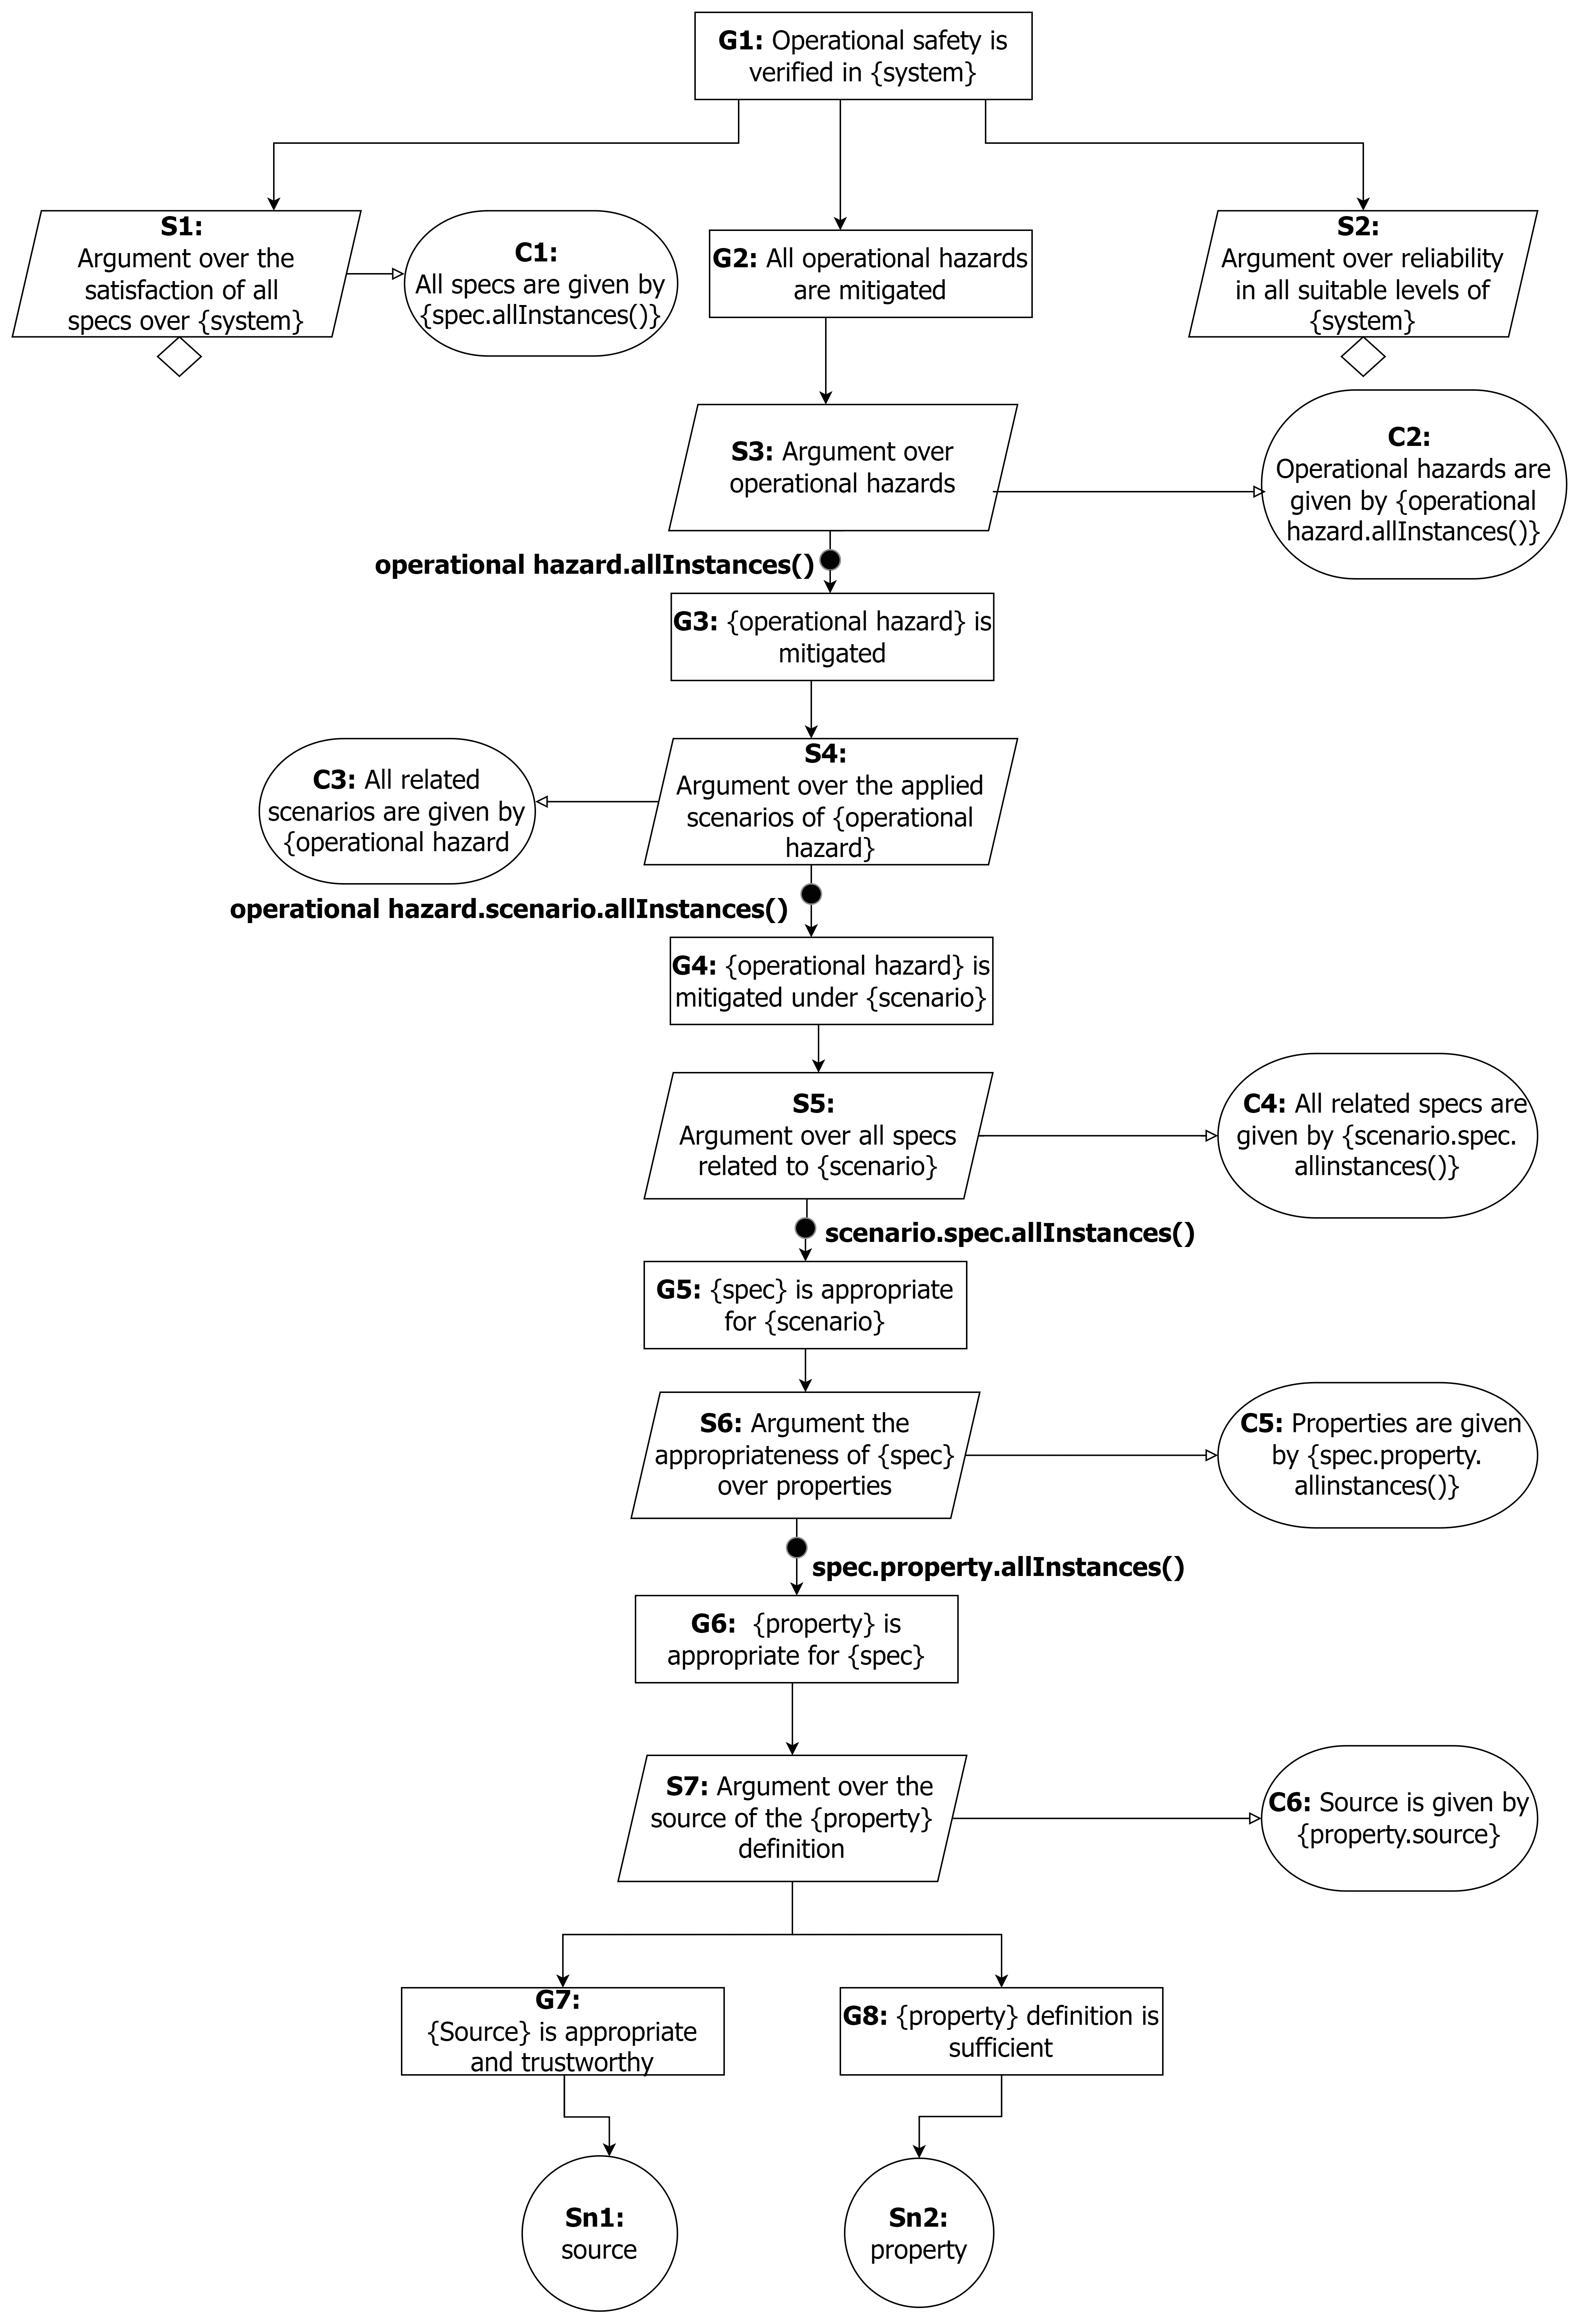 G1: Operational safety is
verified in {system}
S1:
Argument over the
satisfaction of all
specs over {system}
C1:
All specs are given by
{spec.allInstances()}
G2: All operational hazards
are mitigated
S2:
Argument over reliability
in all suitable levels of
{system}
S3: Argument over
operational hazards
C2:
Operational hazards are
given by {operational
hazard.allInstances()}
operational hazard.allInstances()
G3: {operational hazard} is
mitigated
C3: All related
scenarios are given by
{operational hazard
S4:
Argument over the applied
scenarios of {operational
hazard}
operational hazard.scenario.allInstances()
G4: {operational hazard} is
mitigated under {scenario}
S5:
Argument over all specs
related to {scenario}
C4: All related specs are
given by {scenario.spec.
allinstances()}
scenario.spec.allInstances()
G5: {spec} is appropriate
for {scenario}
S6: Argument the
appropriateness of {spec}
over properties
C5: Properties are given
by {spec.property.
allinstances()}
spec.property.allInstances()
G6: {property} is
appropriate for {spec}
S7: Argument over the
source of the {property}
definition
C6: Source is given by
{property.source}
G7:
{Source} is appropriate
and trustworthy
G8: {property} definition is
sufficient
Sn1:
source
Sn2:
property